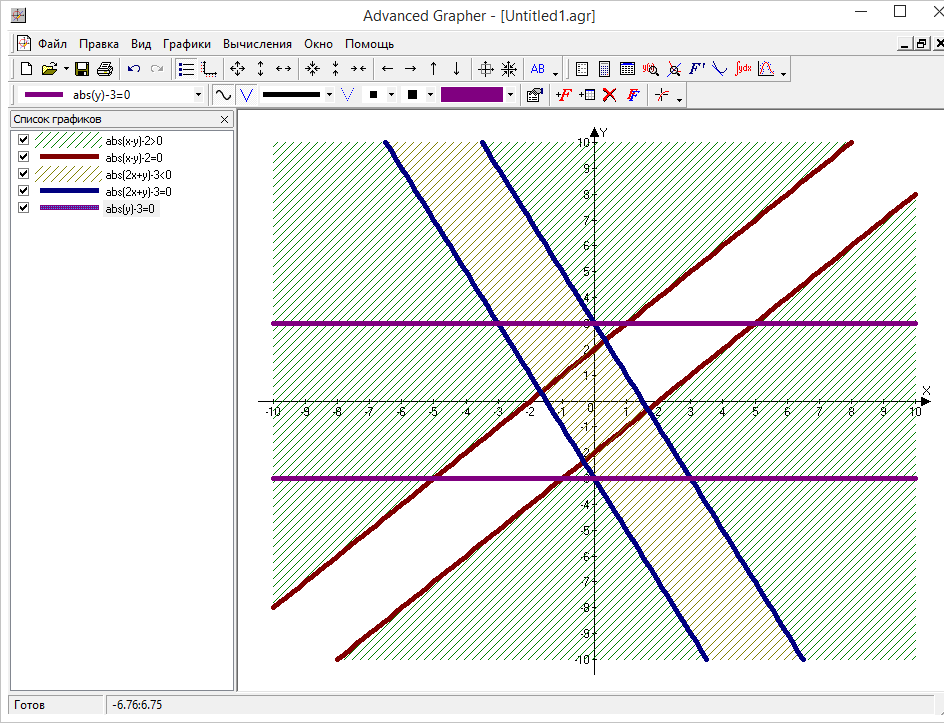 Advanced Grapher - [Untitled1.agr]
Файл Правка Вид Графики Вычисления Окно Помощь
AB y(x) F' ∫ydx
abs(y)-3=0 +F F
Список графиков
abs(x-y)-2>0
abs(x-y)-2=0
abs(2x+y)-3<0
abs(2x+y)-3=0
abs(y)-3=0
Y
10
9
8
7
6
5
4
3
2
1
X
-10 -9 -8 -7 -6 -5 -4 -3 -2 -1 0 1 2 3 4 5 6 7 8 9 10
-1
-2
-4
-5
-6
-7
-8
-9
-10
Готов -6.76:6.75